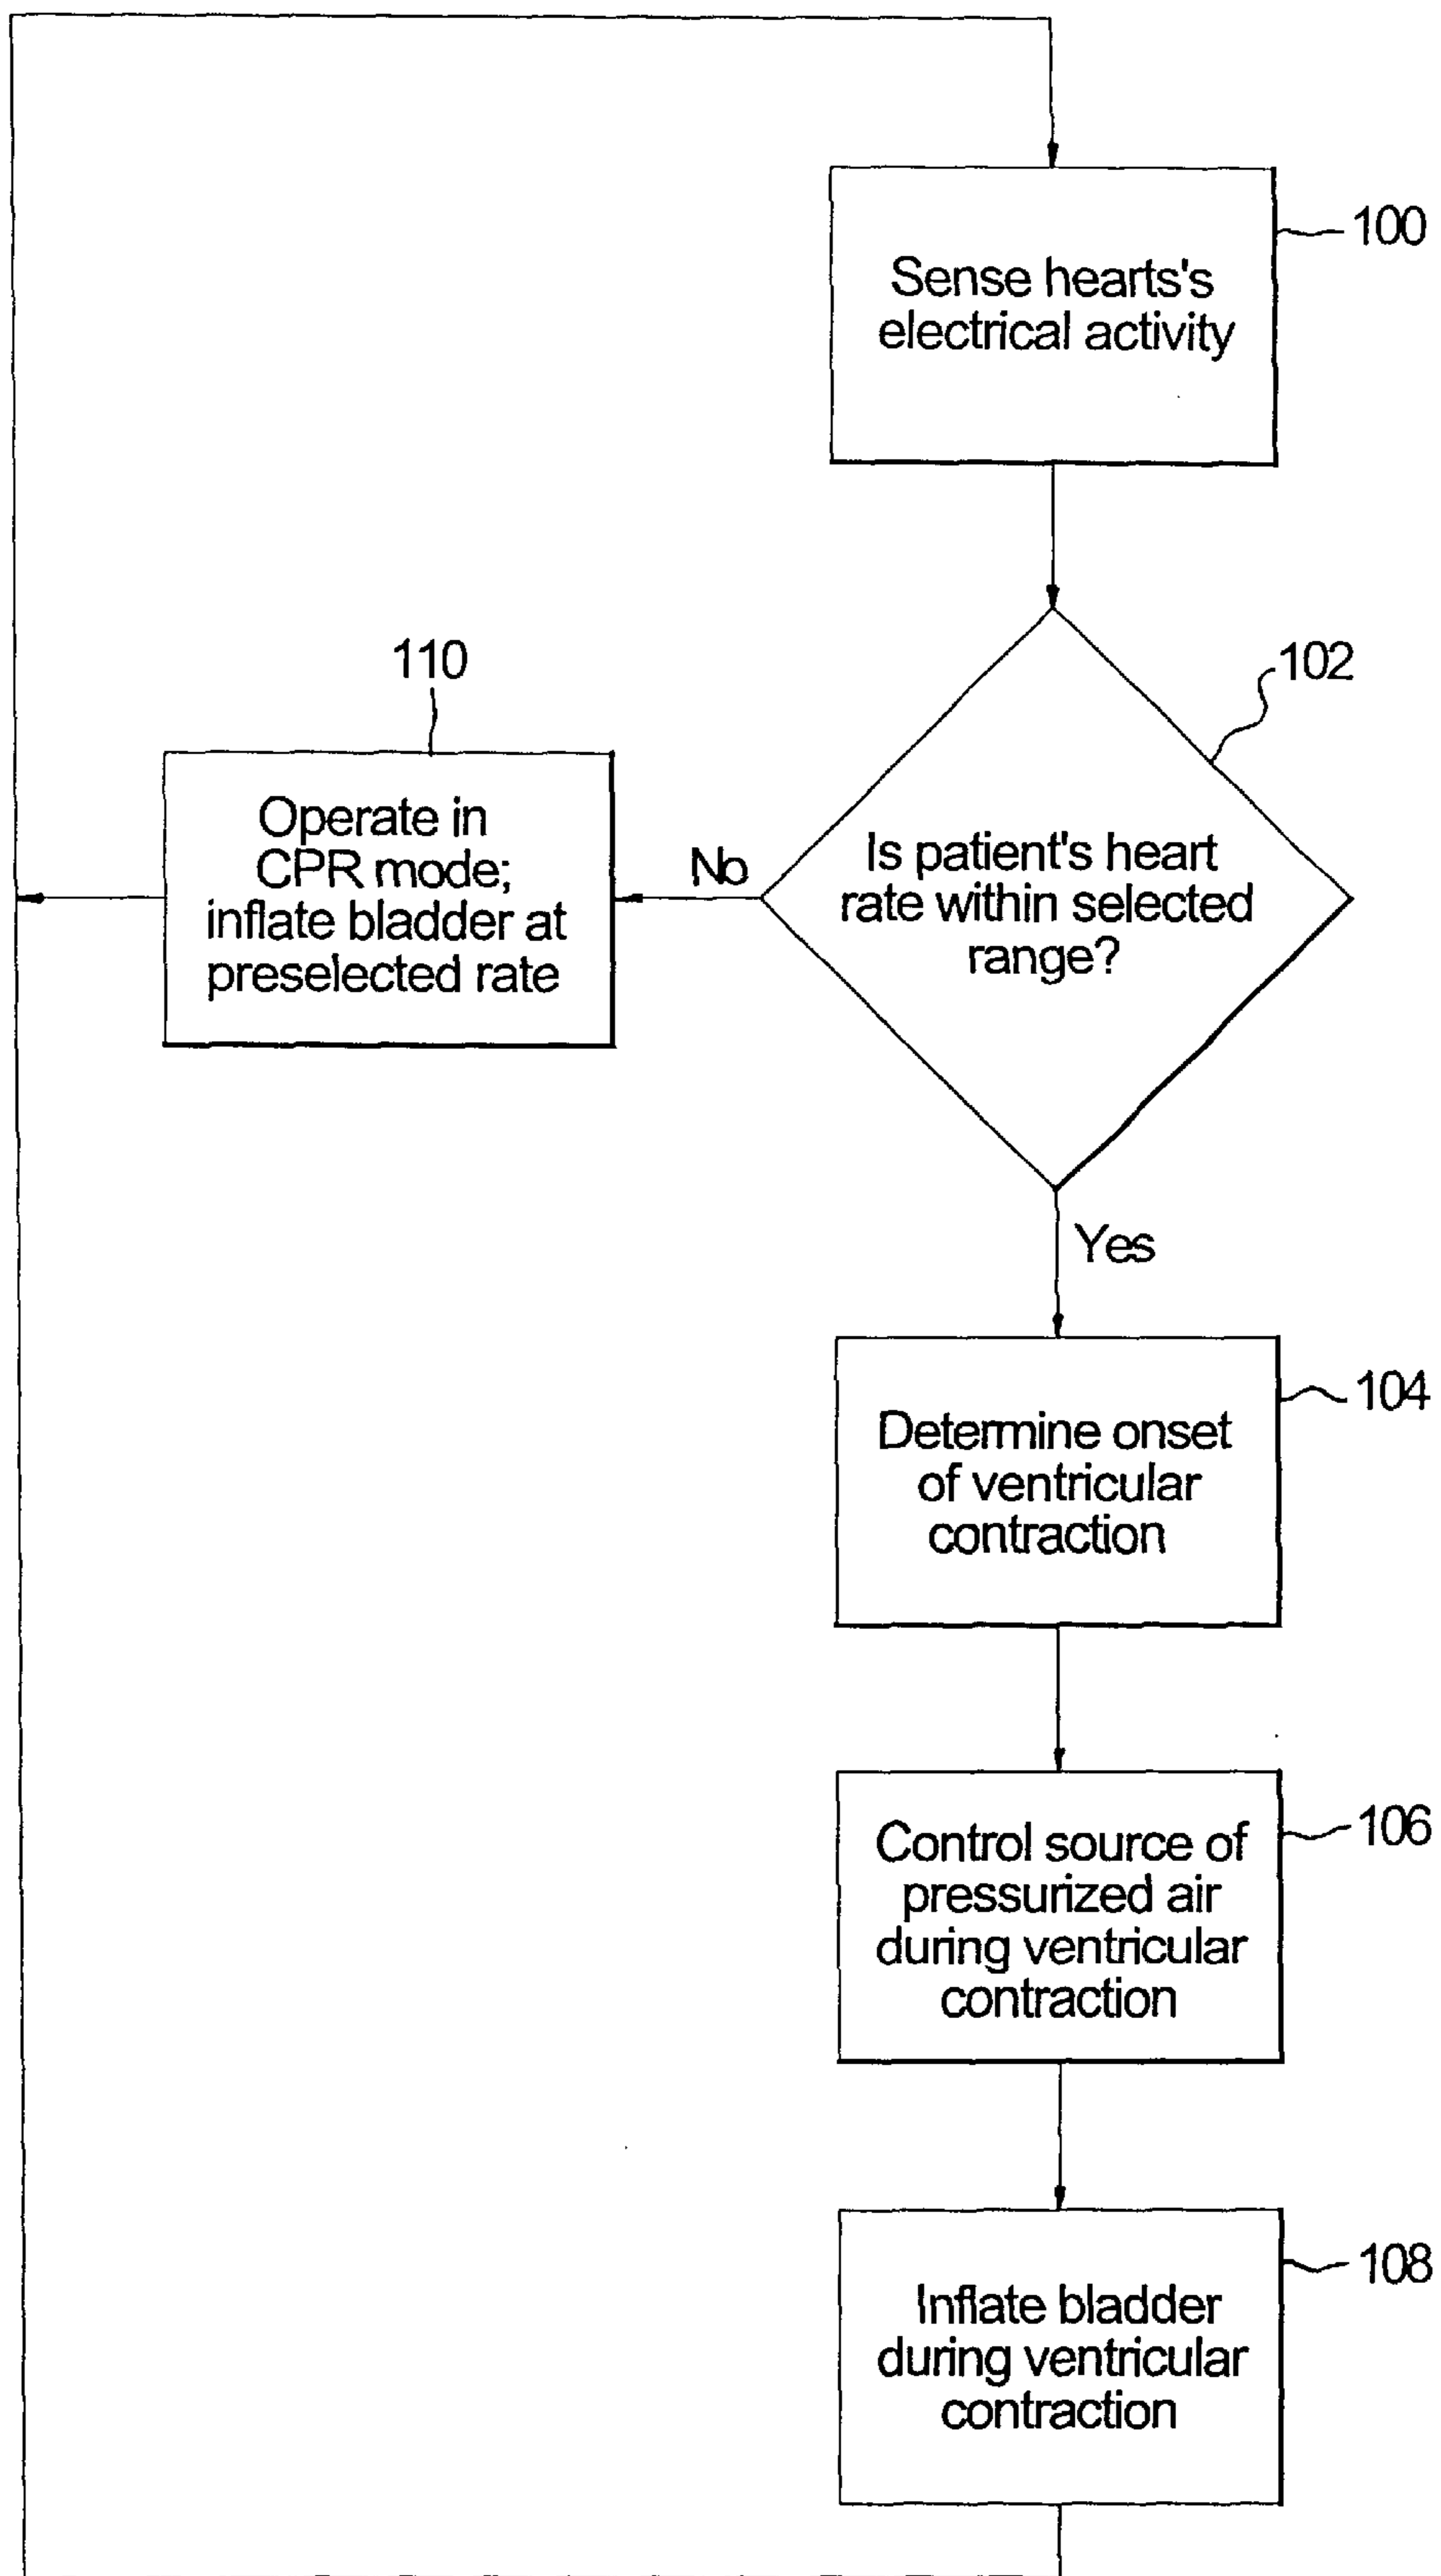 100
Sense hearts's
electrical activity
102
Is patient's heart
rate within selected
range?
No
110
Operate in
CPR mode;
inflate bladder at
preselected rate
Yes
104
Determine onset
of ventricular
contraction
106
Control source of
pressurized air
during ventricular
contraction
108
Inflate bladder
during ventricular
contraction